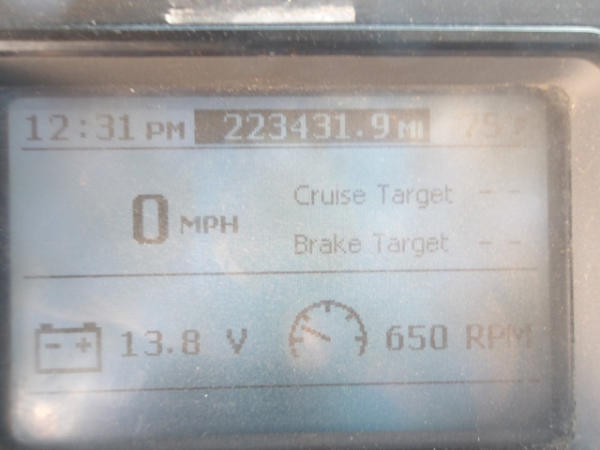 12:31 PM 223431.9 MI
Cruise Target - -
0 MPH
Brake Target - -
- + 13.8 V 650 RPM